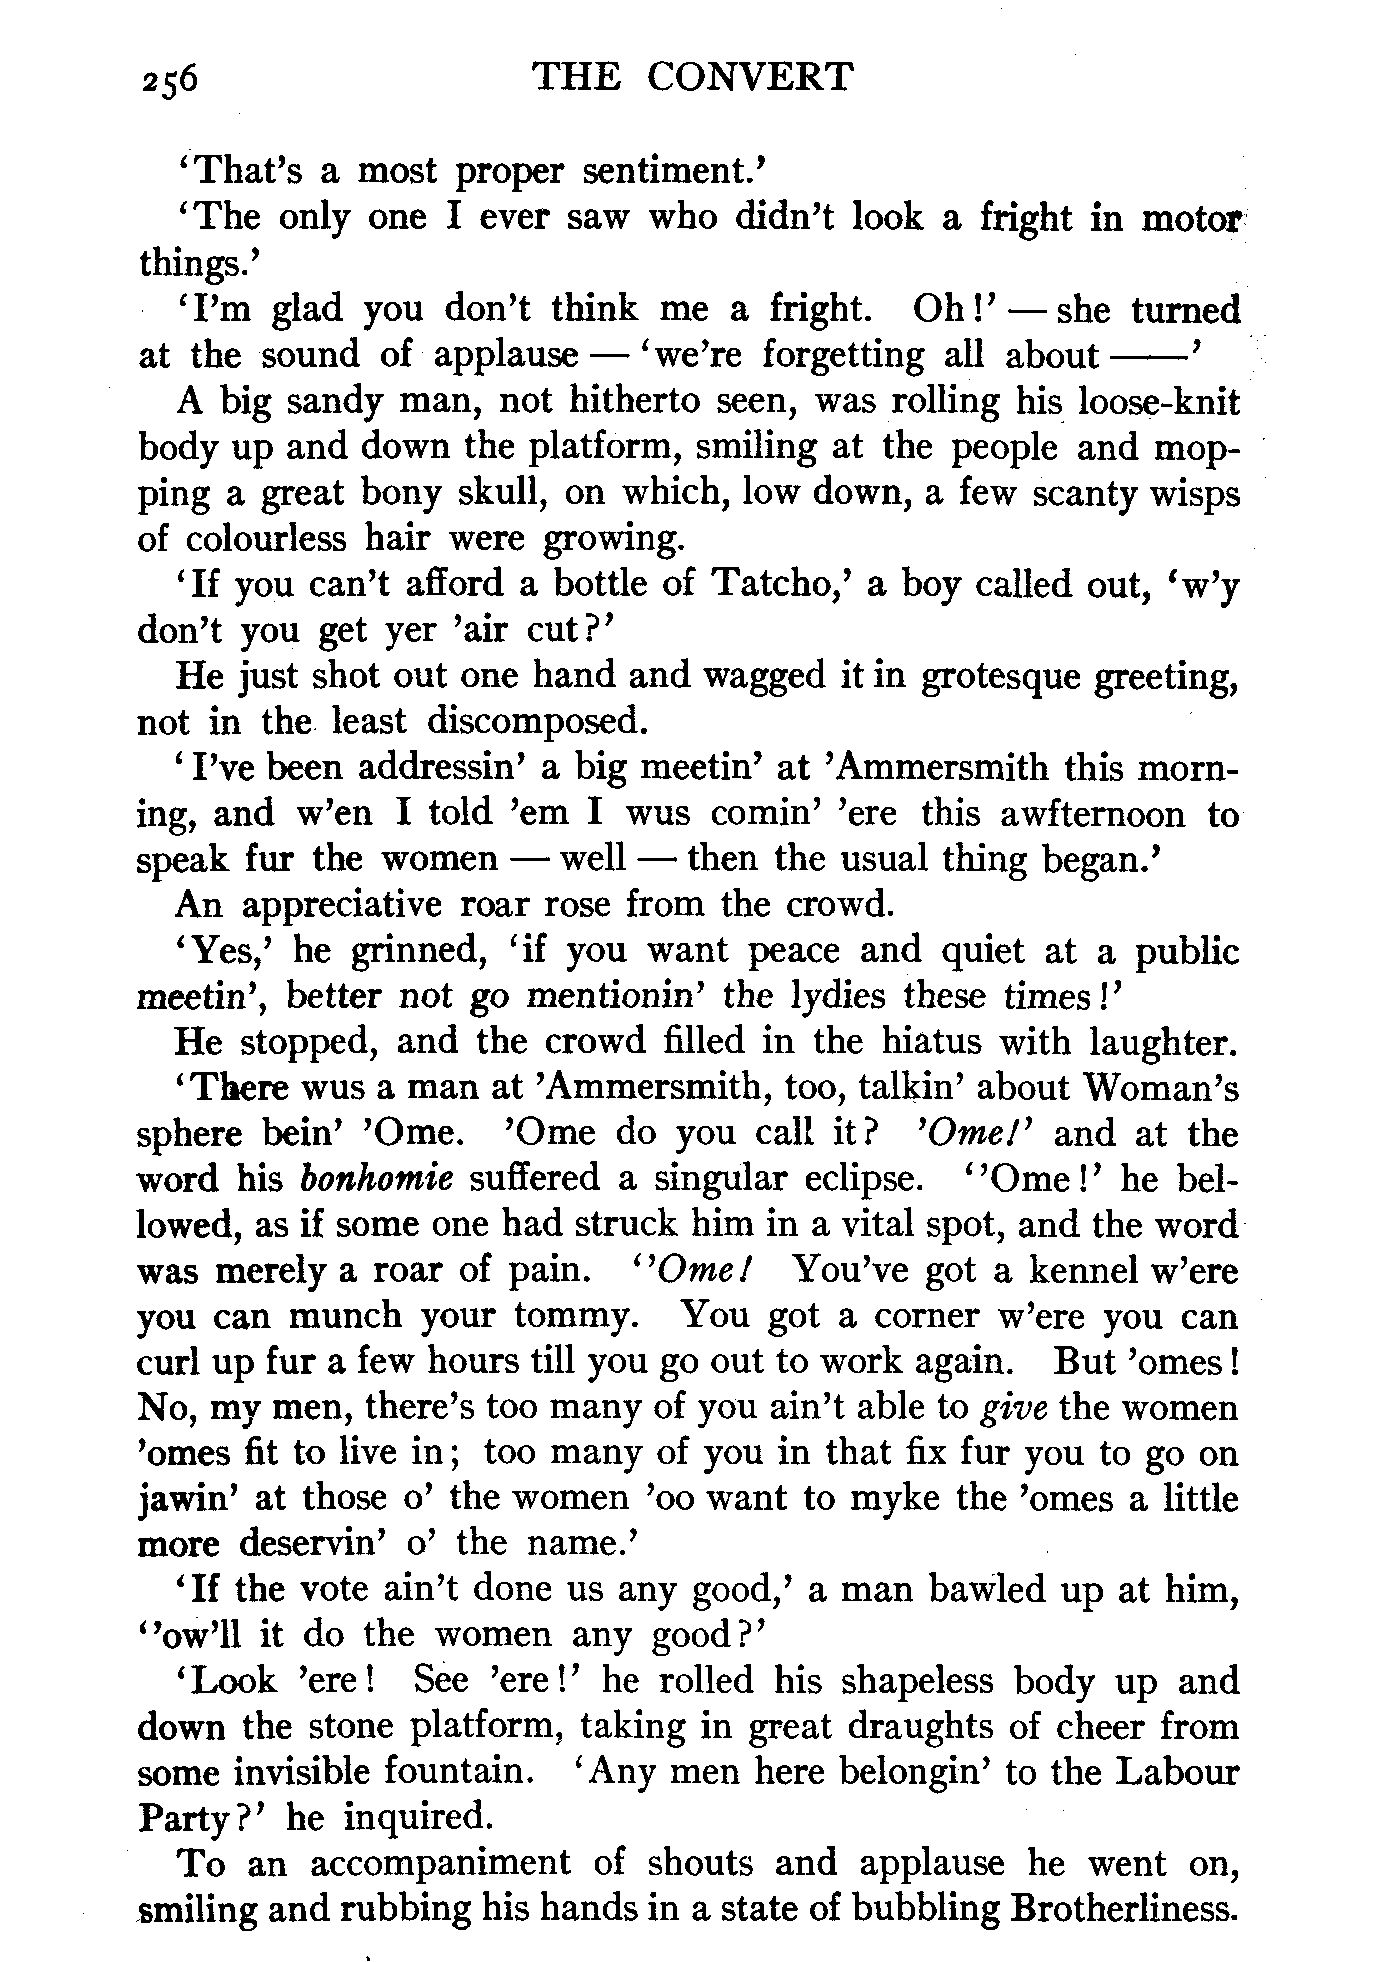 256 THE CONVERT
‘That’s a most proper sentiment.’
‘The only one I ever saw who didn’t look a fright in motor
things.’
‘I’m glad you don’t think me a fright. Oh!’ — she turned
at the sound of applause — ‘we’re forgetting all about ——’
A big sandy man, not hitherto seen, was rolling his loose-knit
body up and down the platform, smiling at the people and mop-
ping a great bony skull, on which, low down, a few scanty wisps
of colourless hair were growing.
‘If you can’t afford a bottle of Tatcho,’ a boy called out, ‘w’y
don’t you get yer ’air cut?’
He just shot out one hand and wagged it in grotesque greeting,
not in the least discomposed.
‘I’ve been addressin’ a big meetin’ at ’Ammersmith this morn-
ing, and w’en I told ’em I wus comin’ ’ere this awfternoon to
speak fur the women — well — then the usual thing began.’
An appreciative roar rose from the crowd.
‘Yes,’ he grinned, ‘if you want peace and quiet at a public
meetin’, better not go mentionin’ the lydies these times!’
He stopped, and the crowd filled in the hiatus with laughter.
‘There wus a man at ’Ammersmith, too, talkin’ about Woman’s
sphere bein’ ’Ome. ’Ome do you call it? ’Ome!’ and at the
word his bonhomie suffered a singular eclipse. ‘’Ome!’ he bel-
lowed, as if some one had struck him in a vital spot, and the word
was merely a roar of pain. ‘’Ome! You’ve got a kennel w’ere
you can munch your tommy. You got a corner w’ere you can
curl up fur a few hours till you go out to work again. But ’omes!
No, my men, there’s too many of you ain’t able to give the women
’omes fit to live in; too many of you in that fix fur you to go on
jawin’ at those o’ the women ’oo want to myke the ’omes a little
more deservin’ o’ the name.’
‘If the vote ain’t done us any good,’ a man bawled up at him,
‘’ow’ll it do the women any good?’
‘Look ’ere! See ’ere!’ he rolled his shapeless body up and
down the stone platform, taking in great draughts of cheer from
some invisible fountain. ‘Any men here belongin’ to the Labour
Party?’ he inquired.
To an accompaniment of shouts and applause he went on,
smiling and rubbing his hands in a state of bubbling Brotherliness.